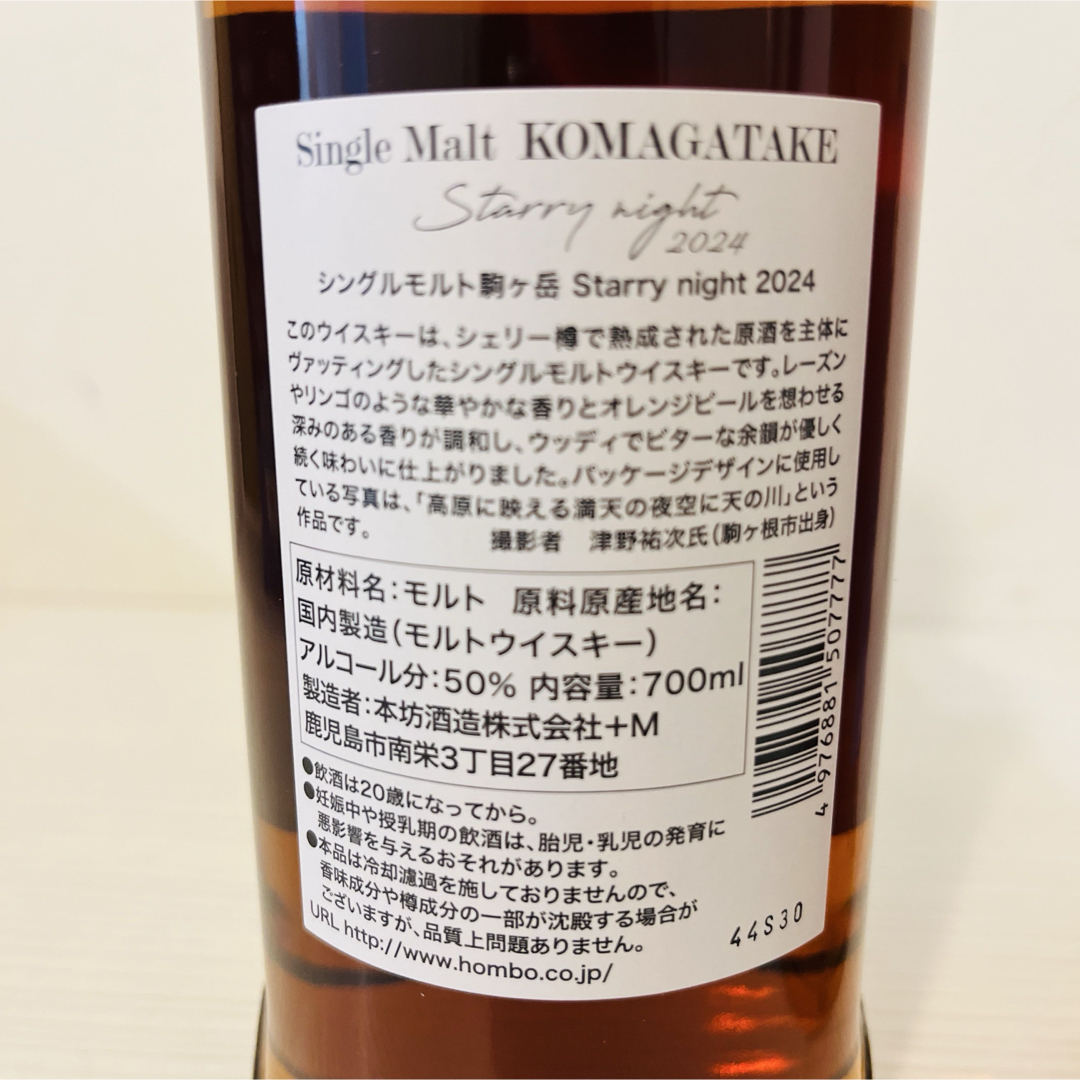 Single Malt KOMAGATAKE
Starry night
2024
シングルモルト駒ヶ岳 Starry night 2024
このウイスキーは、シェリー樽で熟成された原酒を主体に
ヴァッティングしたシングルモルトウイスキーです。レーズン
やリンゴのような華やかな香りとオレンジピールを想わせる
深みのある香りが調和し、ウッディでビターな余韻が優しく
続く味わいに仕上がりました。パッケージデザインに使用し
ている写真は、「高原に映える満天の夜空に天の川」という
作品です。
撮影者 津野祐次氏(駒ヶ根市出身)
原材料名:モルト 原料原産地名:
国内製造(モルトウイスキー)
アルコール分:50% 内容量:700ml
製造者:本坊酒造株式会社+M
鹿児島市南栄3丁目27番地
4 976881 507777
●飲酒は20歳になってから。
●妊娠中や授乳期の飲酒は、胎児・乳児の発育に
悪影響を与えるおそれがあります。
●本品は冷却濾過を施しておりませんので、
香味成分や樽成分の一部が沈殿する場合が
ございますが、品質上問題ありません。
URL http://www.hombo.co.jp/
44S30